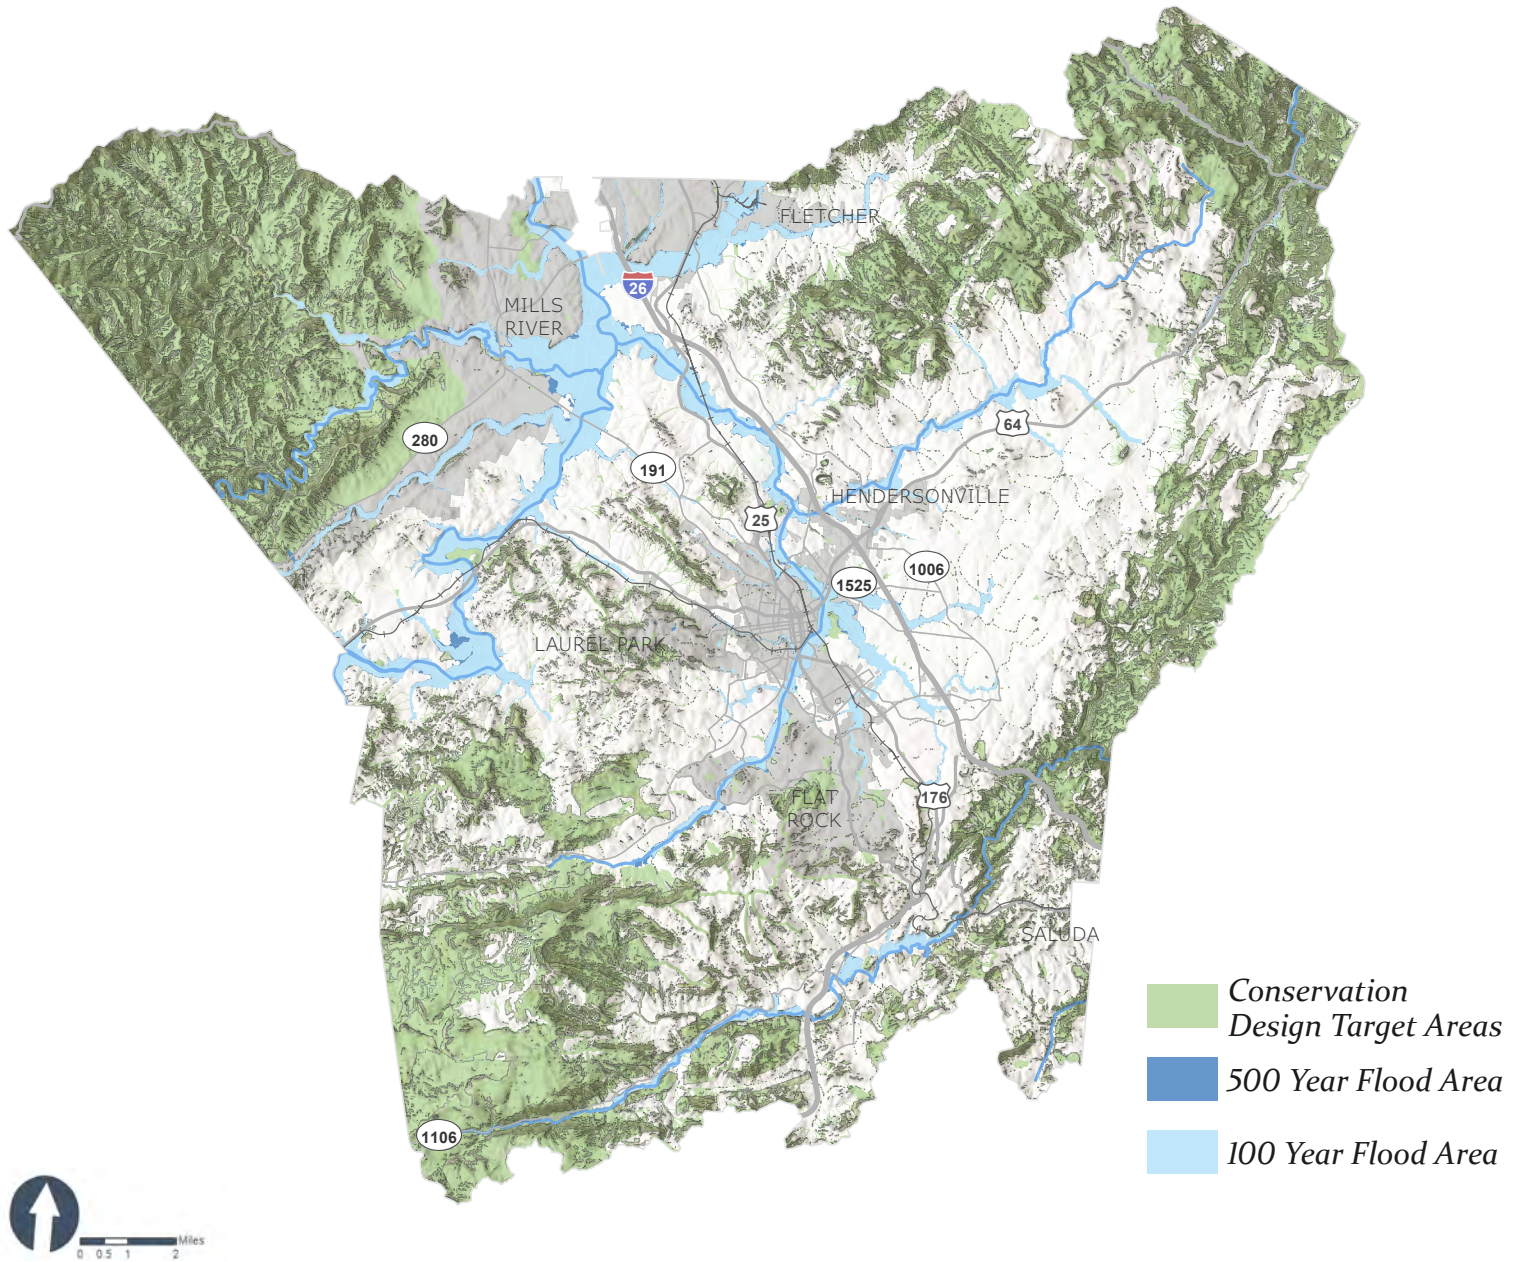 FLETCHER
26
MILLS
RIVER
64
280
191
HENDERSONVILLE
25
1006
1525
LAUREL PARK
176
FLAT
ROCK
SALUDA
Conservation
Design Target Areas
500 Year Flood Area
100 Year Flood Area
1106
Miles
0 0.5 1 2